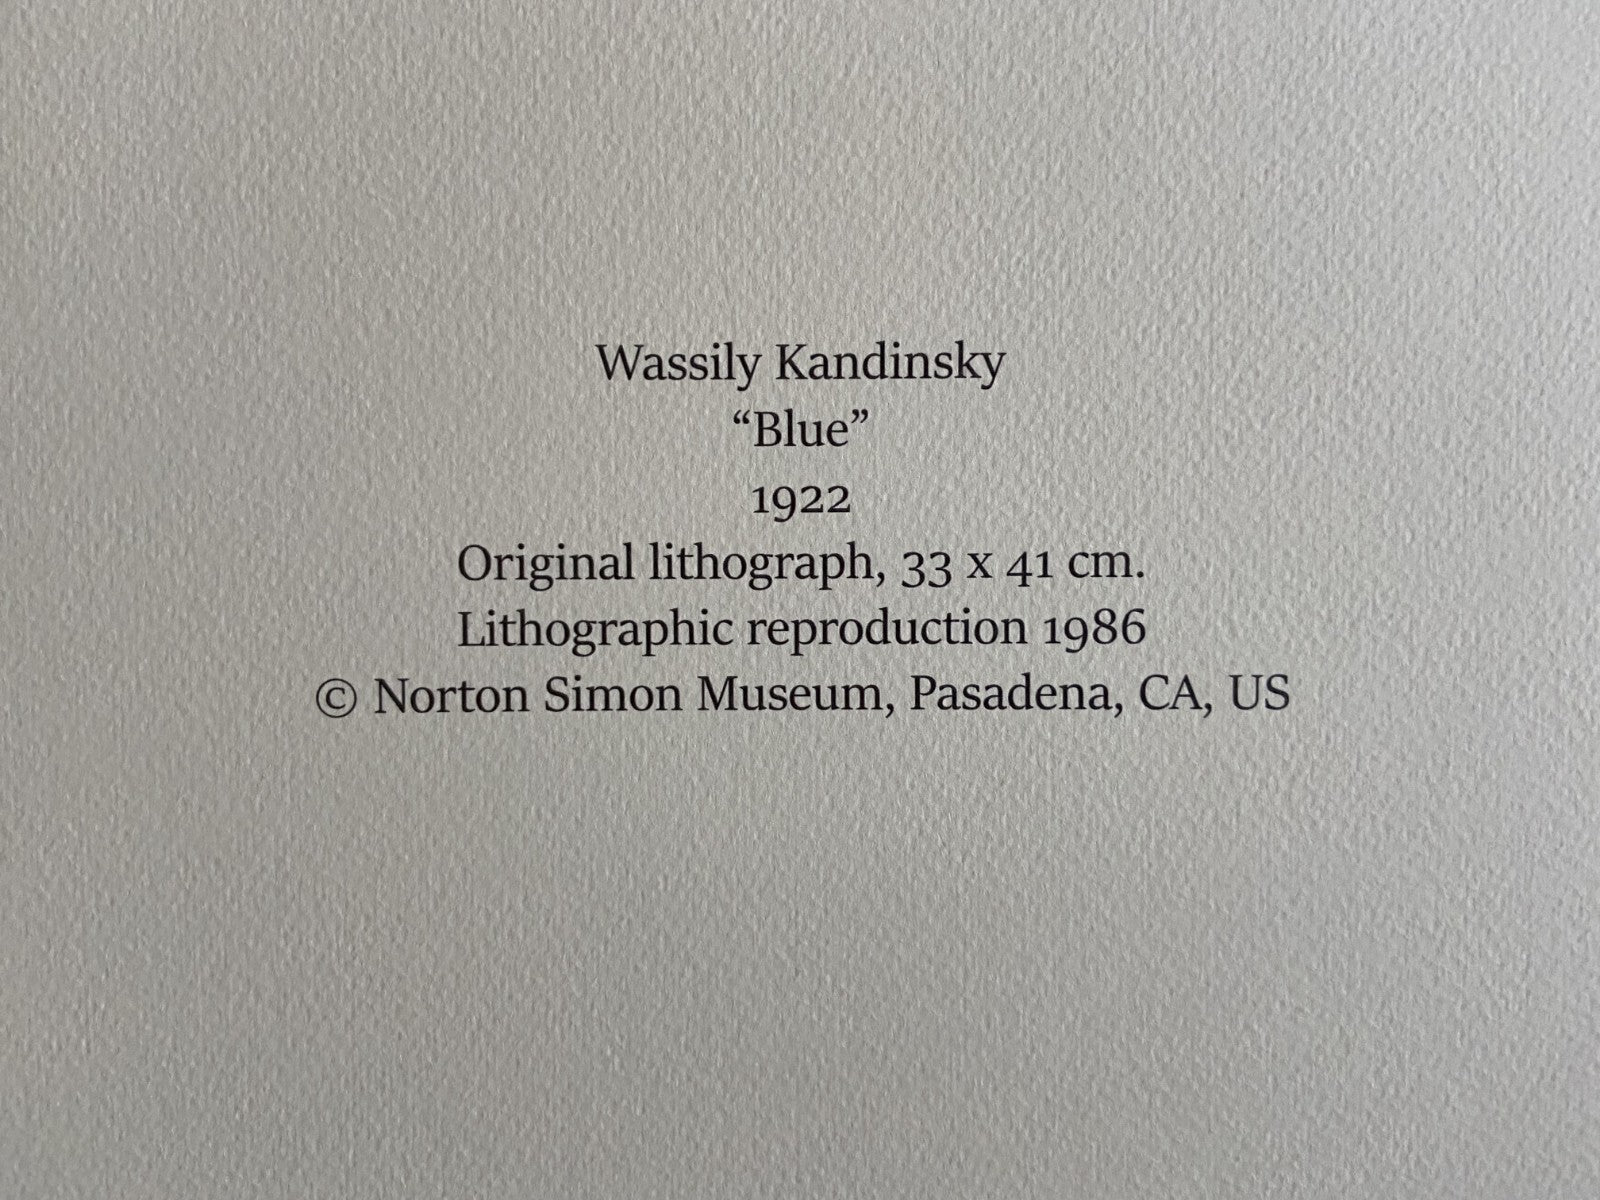 Wassily Kandinsky
“Blue”
1922
Original lithograph, 33 x 41 cm.
Lithographic reproduction 1986
© Norton Simon Museum, Pasadena, CA, US